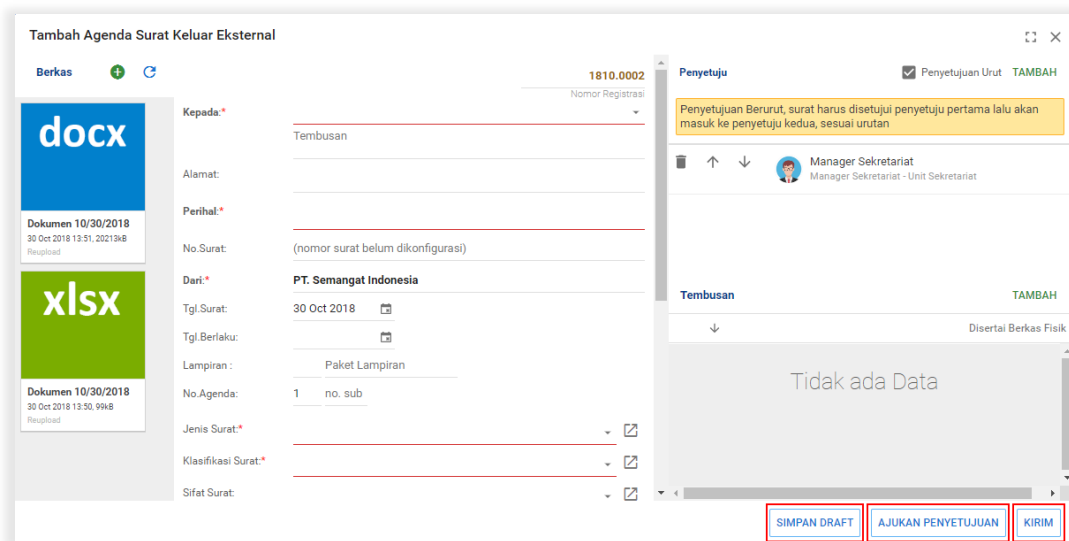 Tambah Agenda Surat Keluar Eksternal
Berkas
1810.0002
Nomor Registrasi
docx
Dokumen 10/30/2018
30 Oct 2018 13:51, 20213kB
Reupload
xlsx
Dokumen 10/30/2018
30 Oct 2018 13:50, 99kB
Reupload
Kepada:*
Tembusan
Alamat:
Perihal:*
No.Surat: (nomor surat belum dikonfigurasi)
Dari:* PT. Semangat Indonesia
Tgl.Surat: 30 Oct 2018
Tgl.Berlaku:
Lampiran : Paket Lampiran
No.Agenda: 1 no. sub
Jenis Surat:*
Klasifikasi Surat:*
Sifat Surat:
Penyetuju Penyetujuan Urut TAMBAH
Penyetujuan Berurut, surat harus disetujui penyetuju pertama lalu akan
masuk ke penyetuju kedua, sesuai urutan
Manager Sekretariat
Manager Sekretariat - Unit Sekretariat
Tembusan TAMBAH
Disertai Berkas Fisik
Tidak ada Data
SIMPAN DRAFT AJUKAN PENYETUJUAN KIRIM